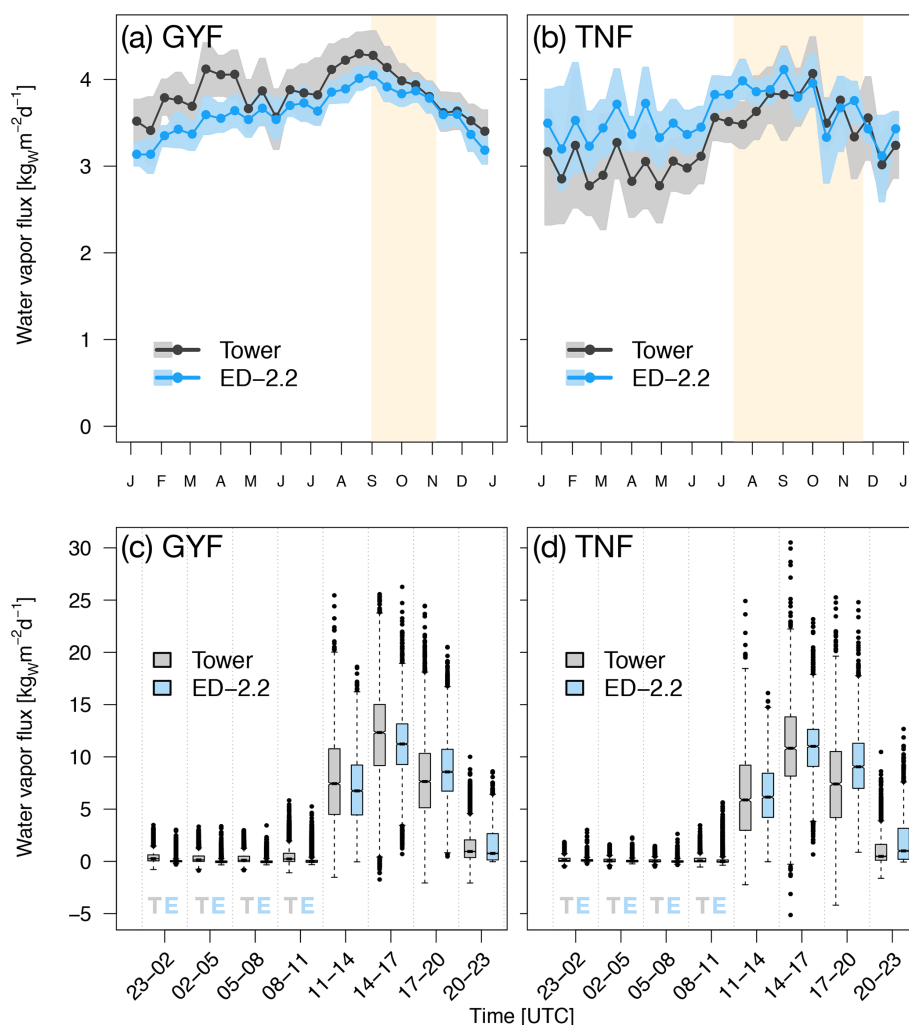 (a) GYF
(b) TNF
Water vapor flux [kgWm−2d−1]
4
3
2
1
0
Tower
ED−2.2
Tower
ED−2.2
J F M A M J J A S O N D J
J F M A M J J A S O N D J
(c) GYF
(d) TNF
Water vapor flux [kgWm−2d−1]
30
25
20
15
10
5
0
−5
Tower
ED−2.2
Tower
ED−2.2
TE TE TE TE
TE TE TE TE
23−02 02−05 05−08 08−11 11−14 14−17 17−20 20−23
23−02 02−05 05−08 08−11 11−14 14−17 17−20 20−23
Time [UTC]